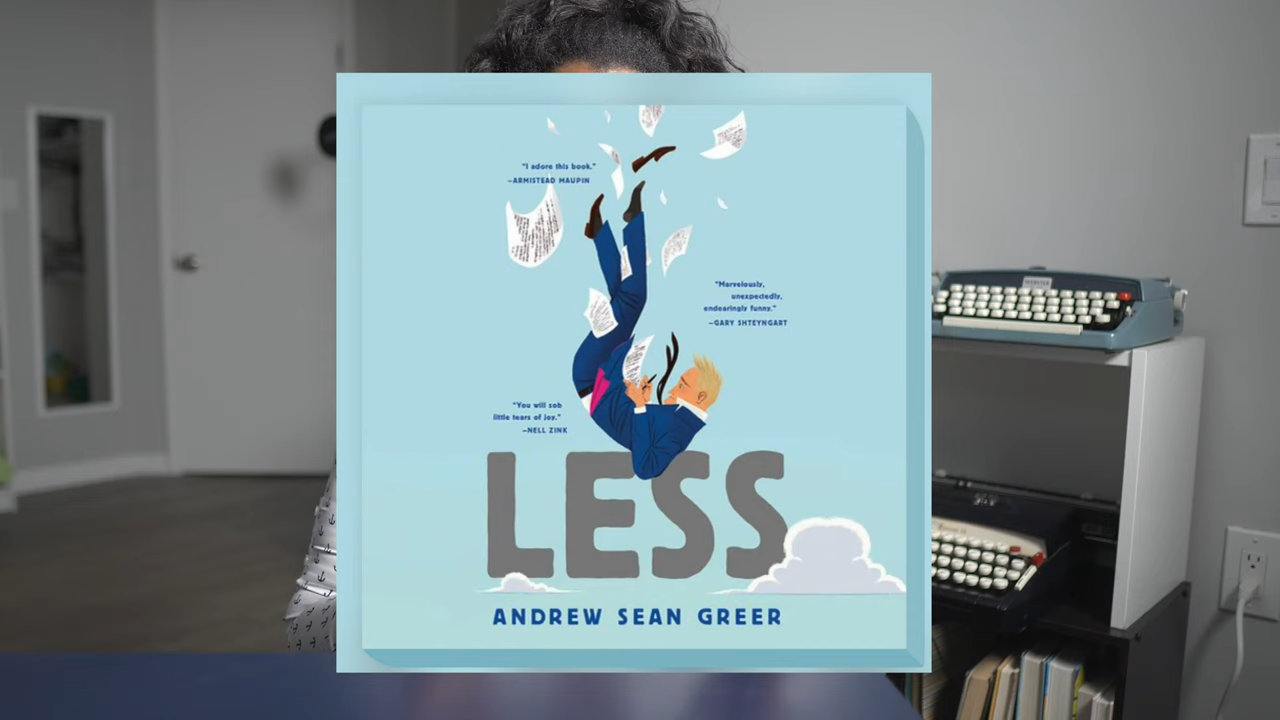 "I adore this book."
—ARMISTEAD MAUPIN
"Marvelously,
unexpectedly,
endearingly funny."
—GARY SHTEYNGART
"You will sob
little tears of joy."
—NELL ZINK
LESS
ANDREW SEAN GREER